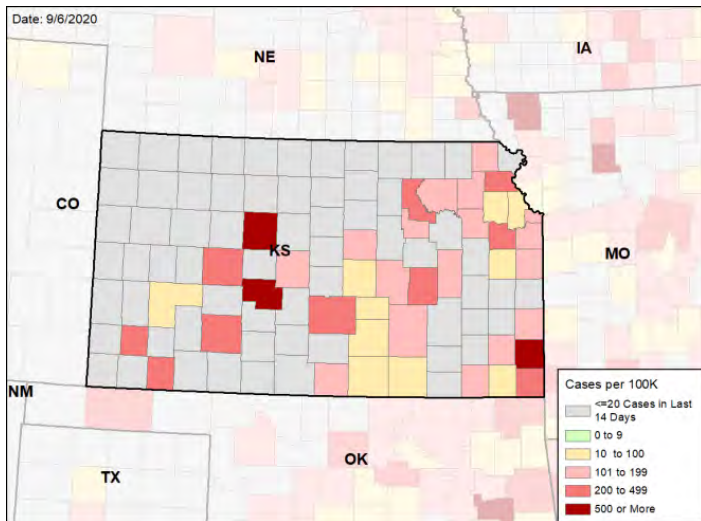 Date: 9/6/2020
NE
IA
CO
KS
MO
NM
TX
OK
Cases per 100K
<=20 Cases in Last
14 Days
0 to 9
10 to 100
101 to 199
200 to 499
500 or More